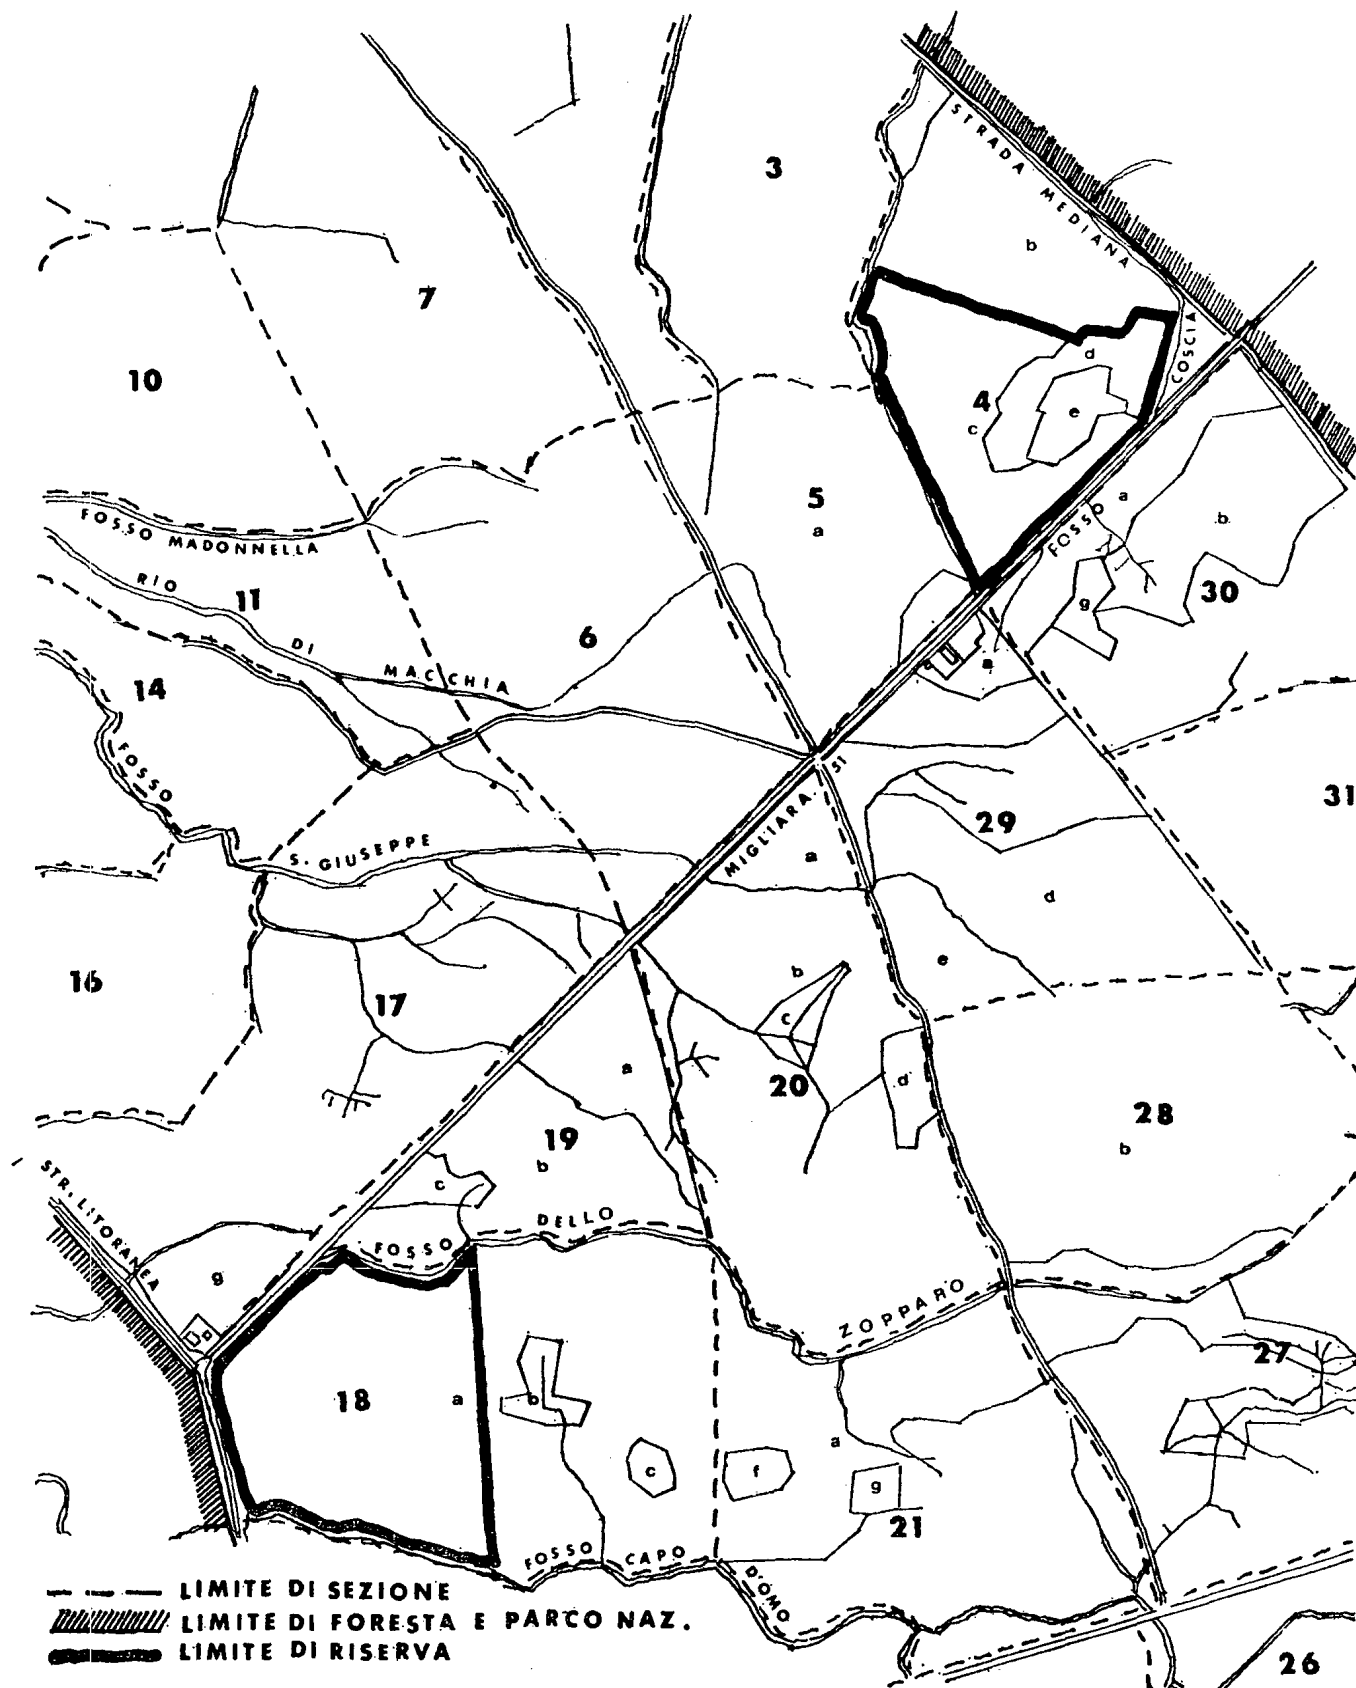 3
STRADA MEDIANA
b
7
10
d
COSCIA
4
e
c
5
a
a
b
FOSSO
FOSSO MADONNELLA
RIO
11
DI
MACCHIA
6
g
30
a
a
14
FOSSO
MIGLIARA 51
31
29
S. GIUSEPPE
a
d
16
17
b
e
c
a
20
d
28
19
b
b
c
STR. LITORANEA
FOSSO
DELLO
ZOPPARO
g
27
18
a
b
a
c
f
g
21
FOSSO
CAPO
D'OMO
LIMITE DI SEZIONE
LIMITE DI FORESTA E PARCO NAZ.
LIMITE DI RISERVA
26